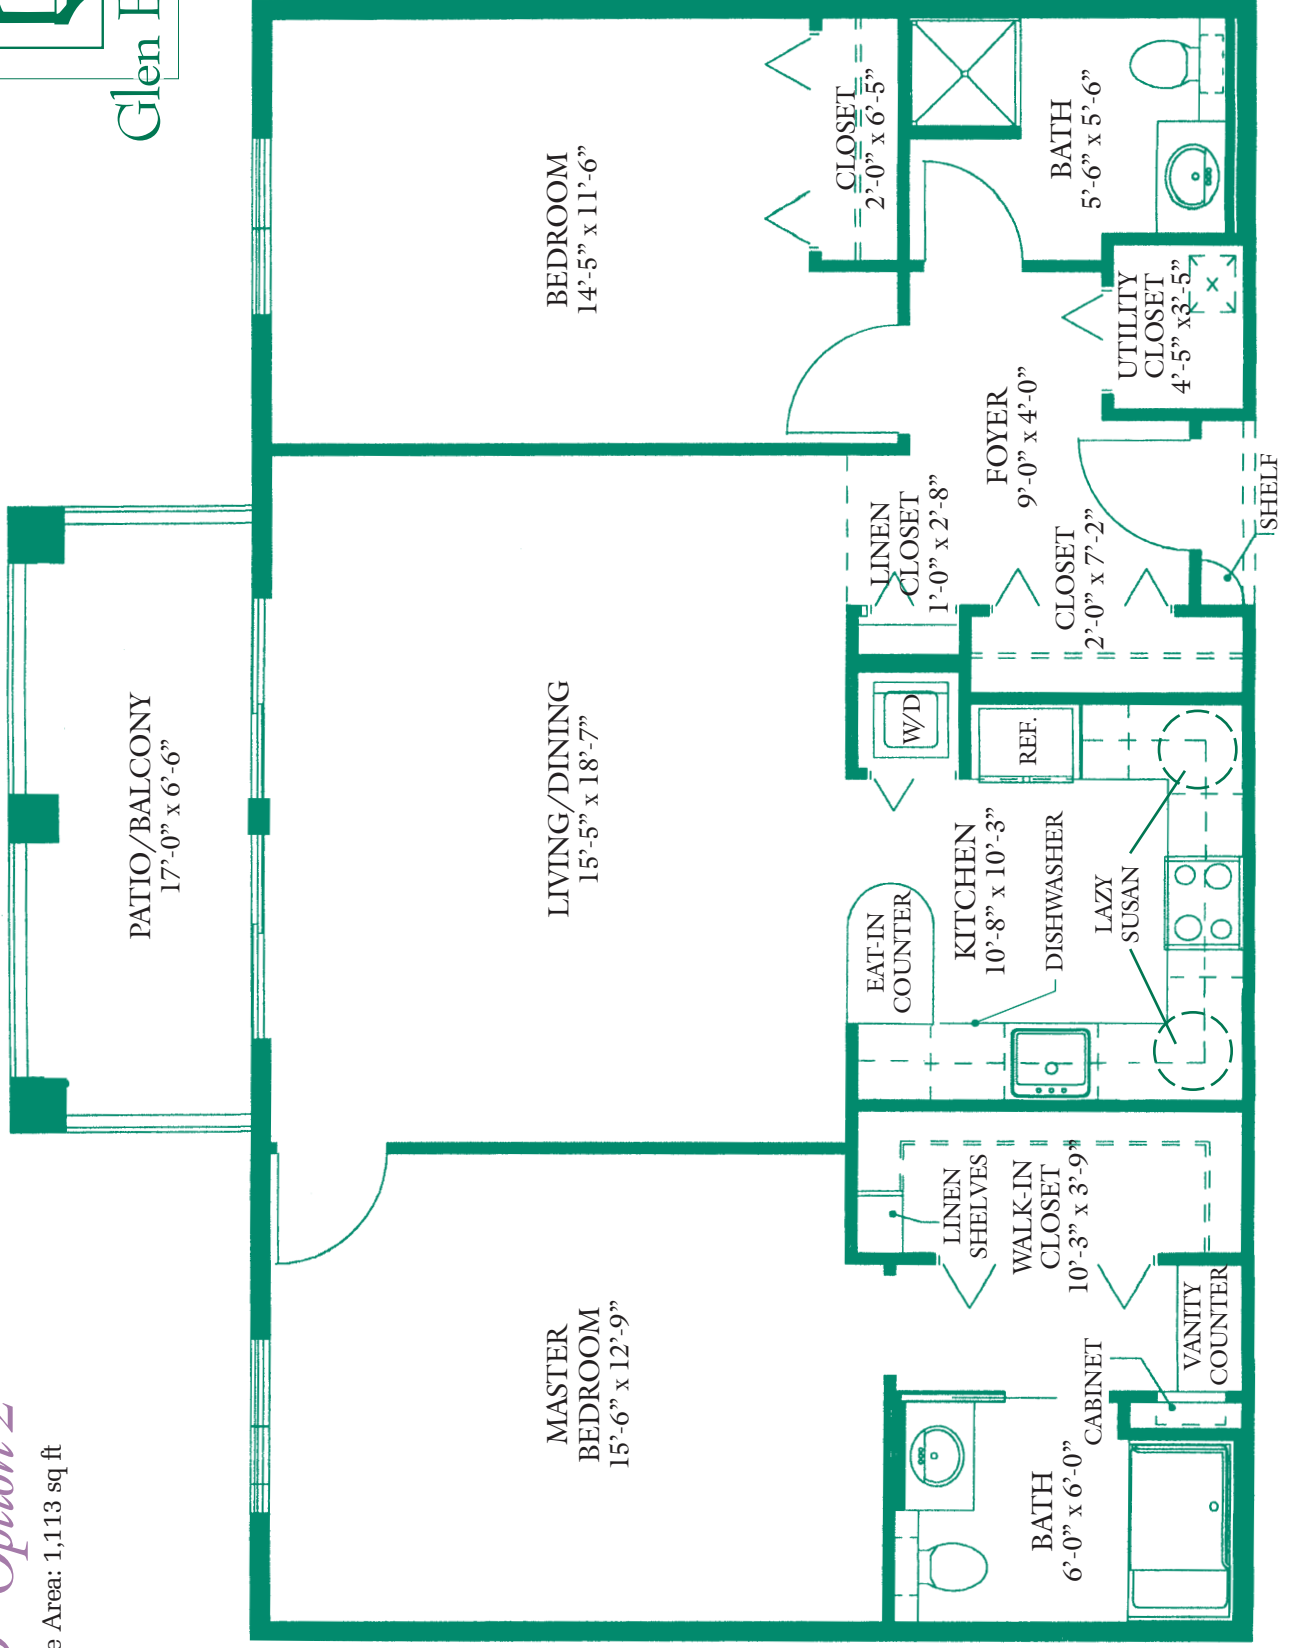 Glen
Option 2
Area: 1,113 sq ft
PATIO/BALCONY
17’-0” x 6’-6”
MASTER
BEDROOM
15’-6” x 12’-9”
LIVING/DINING
15’-5” x 18’-7”
BEDROOM
14’-5” x 11’-6”
CLOSET
2’-0” x 6’-5”
BATH
5’-6” x 5’-6”
UTILITY
CLOSET
4’-5” x3’-5”
FOYER
9’-0” x 4’-0”
LINEN
CLOSET
1’-0” x 2’-8”
CLOSET
2’-0” x 7’-2”
SHELF
W/D
REF.
EAT-IN
COUNTER
KITCHEN
10’-8” x 10’-3”
DISHWASHER
LAZY
SUSAN
LINEN
SHELVES
WALK-IN
CLOSET
10’-3” x 3’-9”
VANITY
COUNTER
CABINET
BATH
6’-0” x 6’-0”